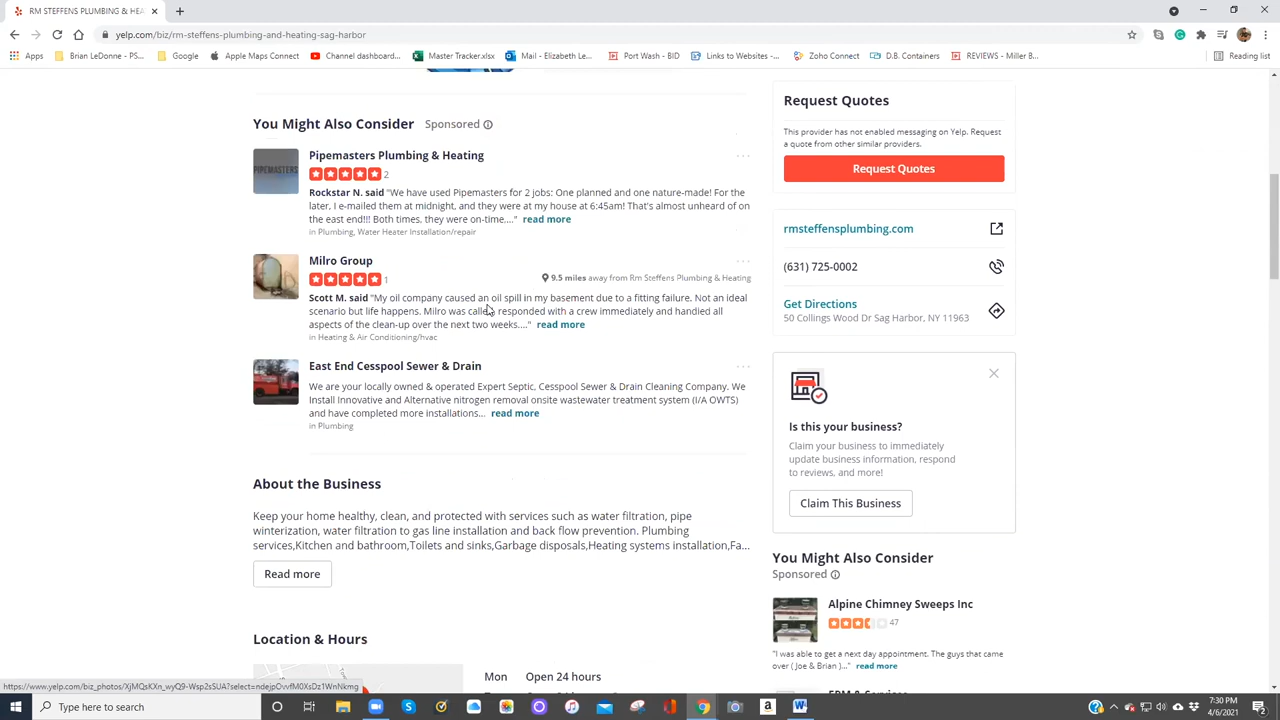 RM STEFFENS PLUMBING & HEA
yelp.com/biz/rm-steffens-plumbing-and-heating-sag-harbor
Apps Brian LeDonne - PS... Google Apple Maps Connect Channel dashboard... Master Tracker.xlsx Mail - Elizabeth Le... Port Wash - BID Links to Websites -... Zoho Connect D.B. Containers REVIEWS - Miller B... Reading list
You Might Also Consider Sponsored
Pipemasters Plumbing & Heating
PIPEMASTERS
2
Rockstar N. said "We have used Pipemasters for 2 jobs: One planned and one nature-made! For the
later, I e-mailed them at midnight, and they were at my house at 6:45am! That's almost unheard of on
the east end!!! Both times, they were on-time,..." read more
in Plumbing, Water Heater Installation/repair
Milro Group
1
9.5 miles away from Rm Steffens Plumbing & Heating
Scott M. said "My oil company caused an oil spill in my basement due to a fitting failure. Not an ideal
scenario but life happens. Milro was called responded with a crew immediately and handied all
aspects of the clean-up over the next two weeks...." read more
in Heating & Air Conditioning/hvac
East End Cesspool Sewer & Drain
We are your locally owned & operated Expert Septic, Cesspool Sewer & Drain Cleaning Company. We
Install Innovative and Alternative nitrogen removal onsite wastewater treatment system (I/A OWTS)
and have completed more installations... read more
in Plumbing
About the Business
Keep your home healthy, clean, and protected with services such as water filtration, pipe
winterization, water filtration to gas line installation and back flow prevention. Plumbing
services,Kitchen and bathroom,Toilets and sinks,Garbage disposals,Heating systems installation,Fa...
Read more
Location & Hours
Mon Open 24 hours
Request Quotes
This provider has not enabled messaging on Yelp. Request
a quote from other similar providers.
Request Quotes
rmsteffensplumbing.com
(631) 725-0002
Get Directions
50 Collings Wood Dr Sag Harbor, NY 11963
Is this your business?
Claim your business to immediately
update business information, respond
to reviews, and more!
Claim This Business
You Might Also Consider
Sponsored
Alpine Chimney Sweeps Inc
47
"I was able to get a next day appointment. The guys that came
over ( Joe & Brian )..." read more
Type here to search
7:30 PM
4/6/2021
2